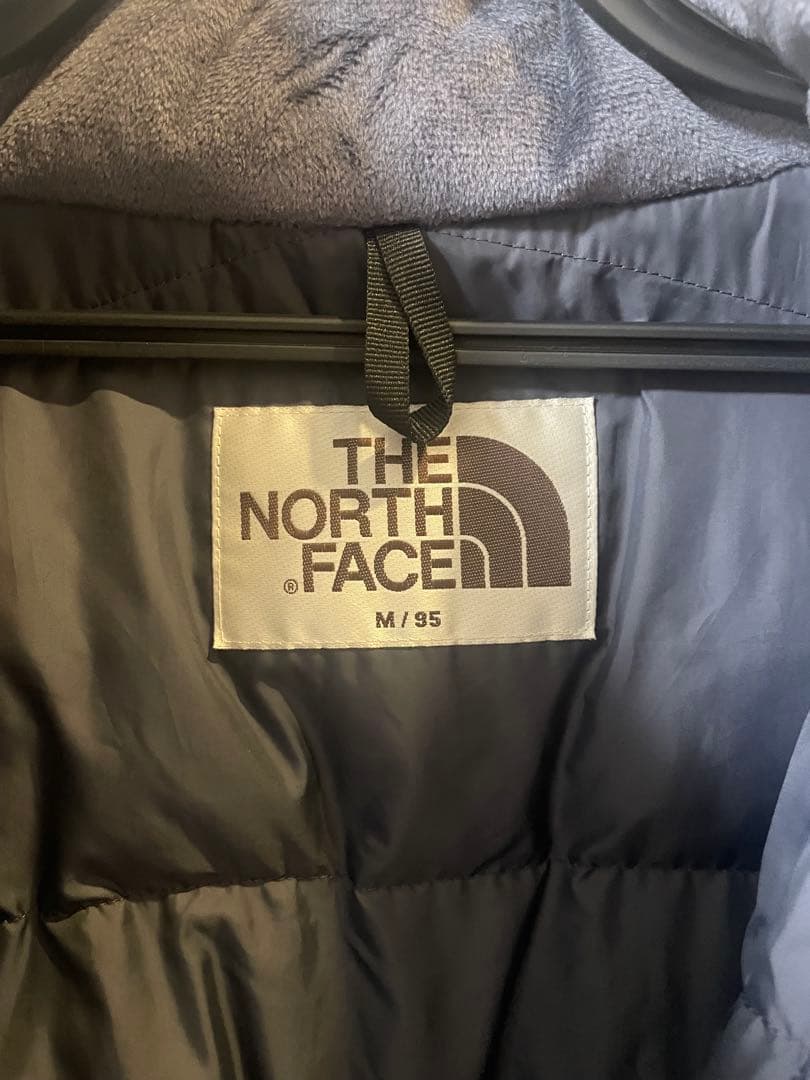 THE
NORTH
® FACE
M / 95